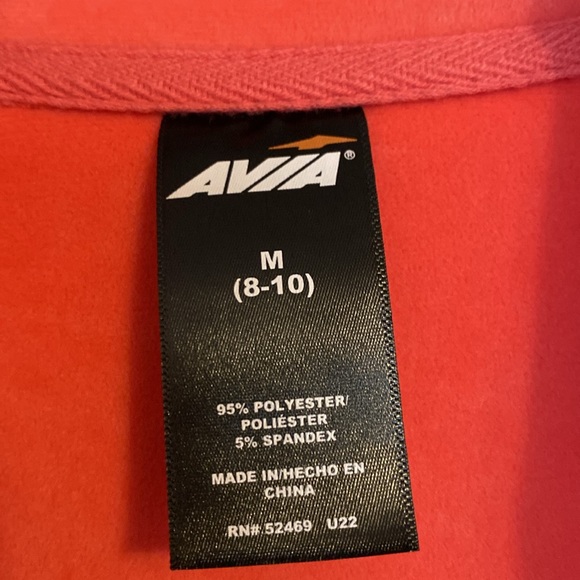 AVIA®
M
(8-10)
95% POLYESTER/
POLIÉSTER
5% SPANDEX
MADE IN/HECHO EN
CHINA
RN# 52469 U22